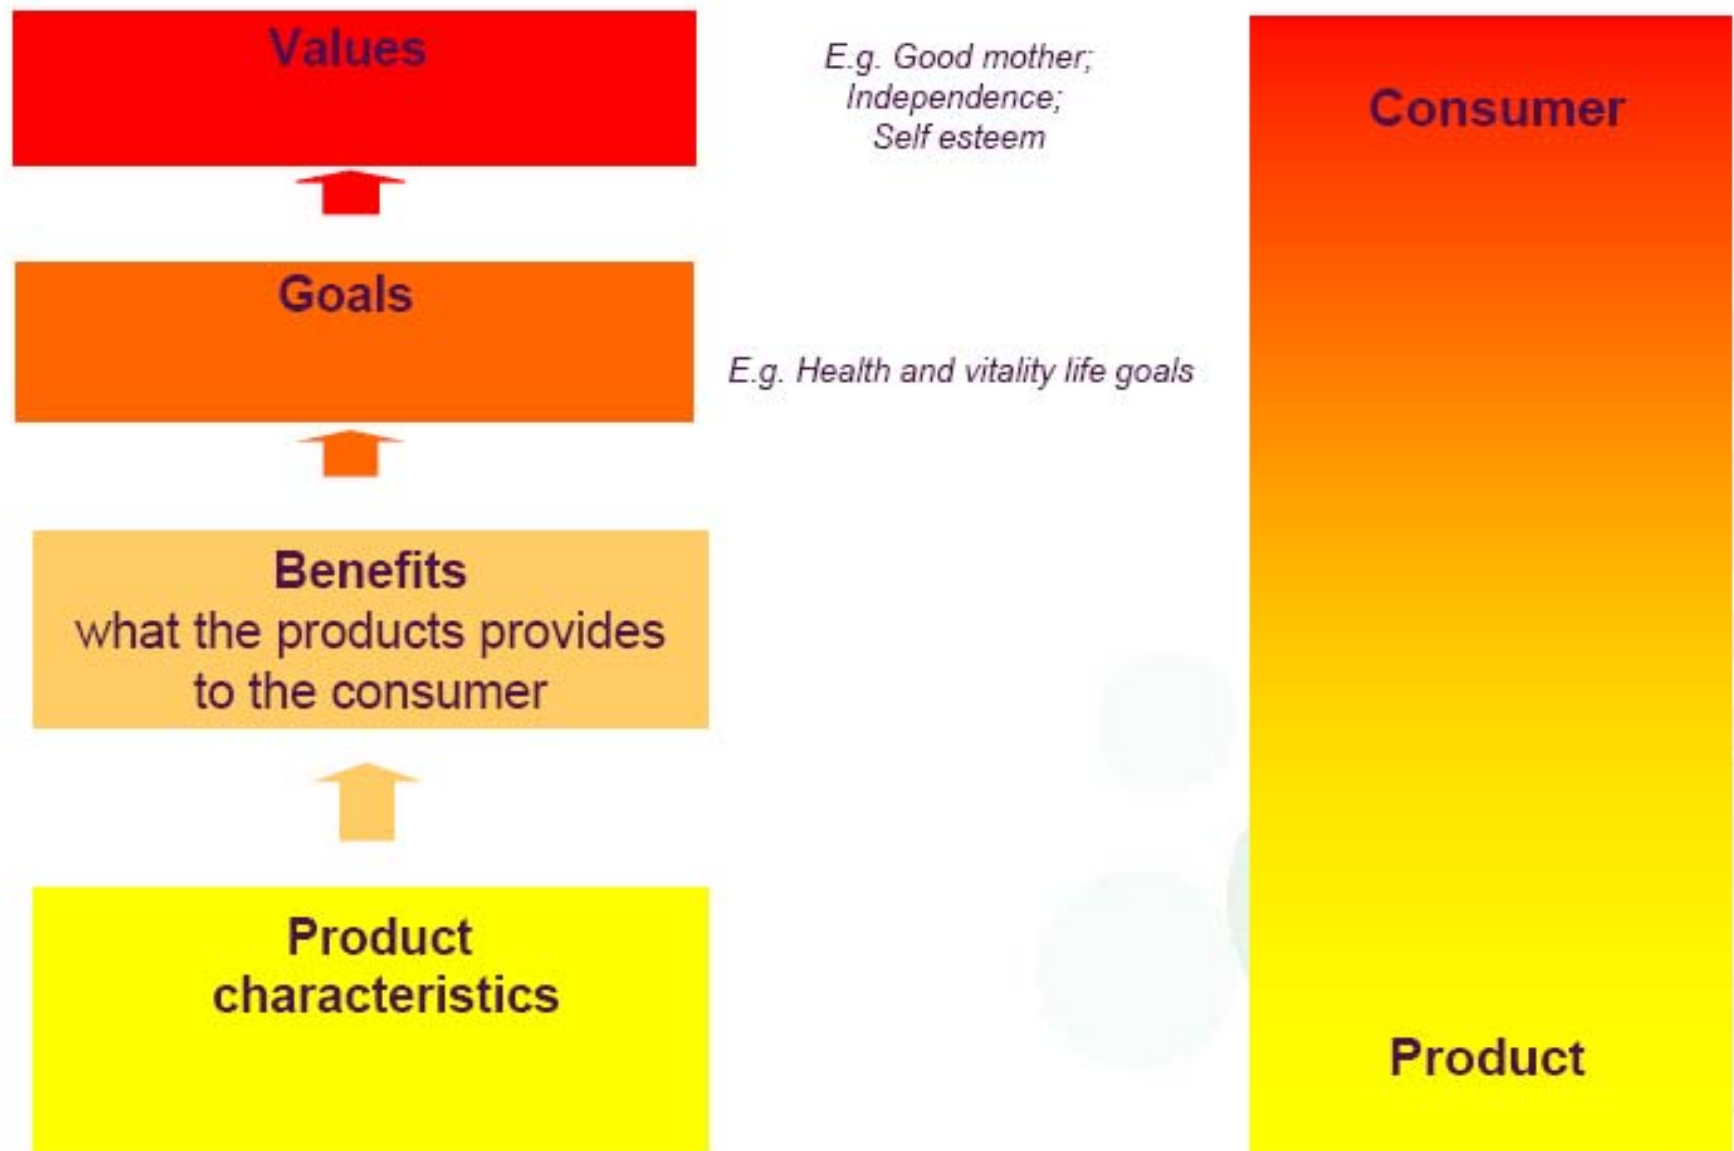 Values
E.g. Good mother;
Independence;
Self esteem
Consumer
Goals
E.g. Health and vitality life goals
Benefits
what the products provides
to the consumer
Product
characteristics
Product